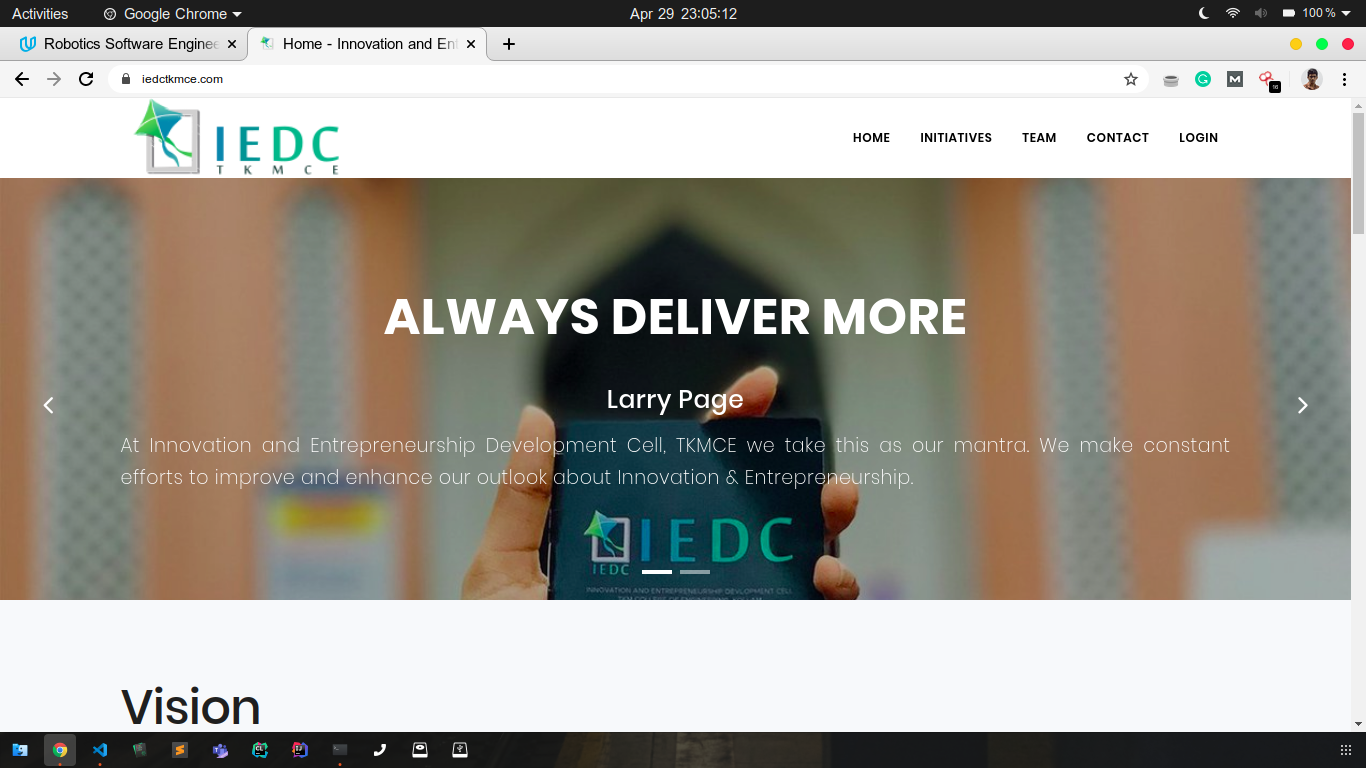 Activities
Google Chrome
Apr 29 23:05:12
100 %
Robotics Software Enginee
Home - Innovation and Ent
iedctkmce.com
IEDC
TKMCE
HOME
INITIATIVES
TEAM
CONTACT
LOGIN
ALWAYS DELIVER MORE
Larry Page
At Innovation and Entrepreneurship Development Cell, TKMCE we take this as our mantra. We make constant
efforts to improve and enhance our outlook about Innovation & Entrepreneurship.
IEDC
IEDC
INNOVATION AND ENTREPRENEURSHIP DEVLOPMENT CELL
Vision